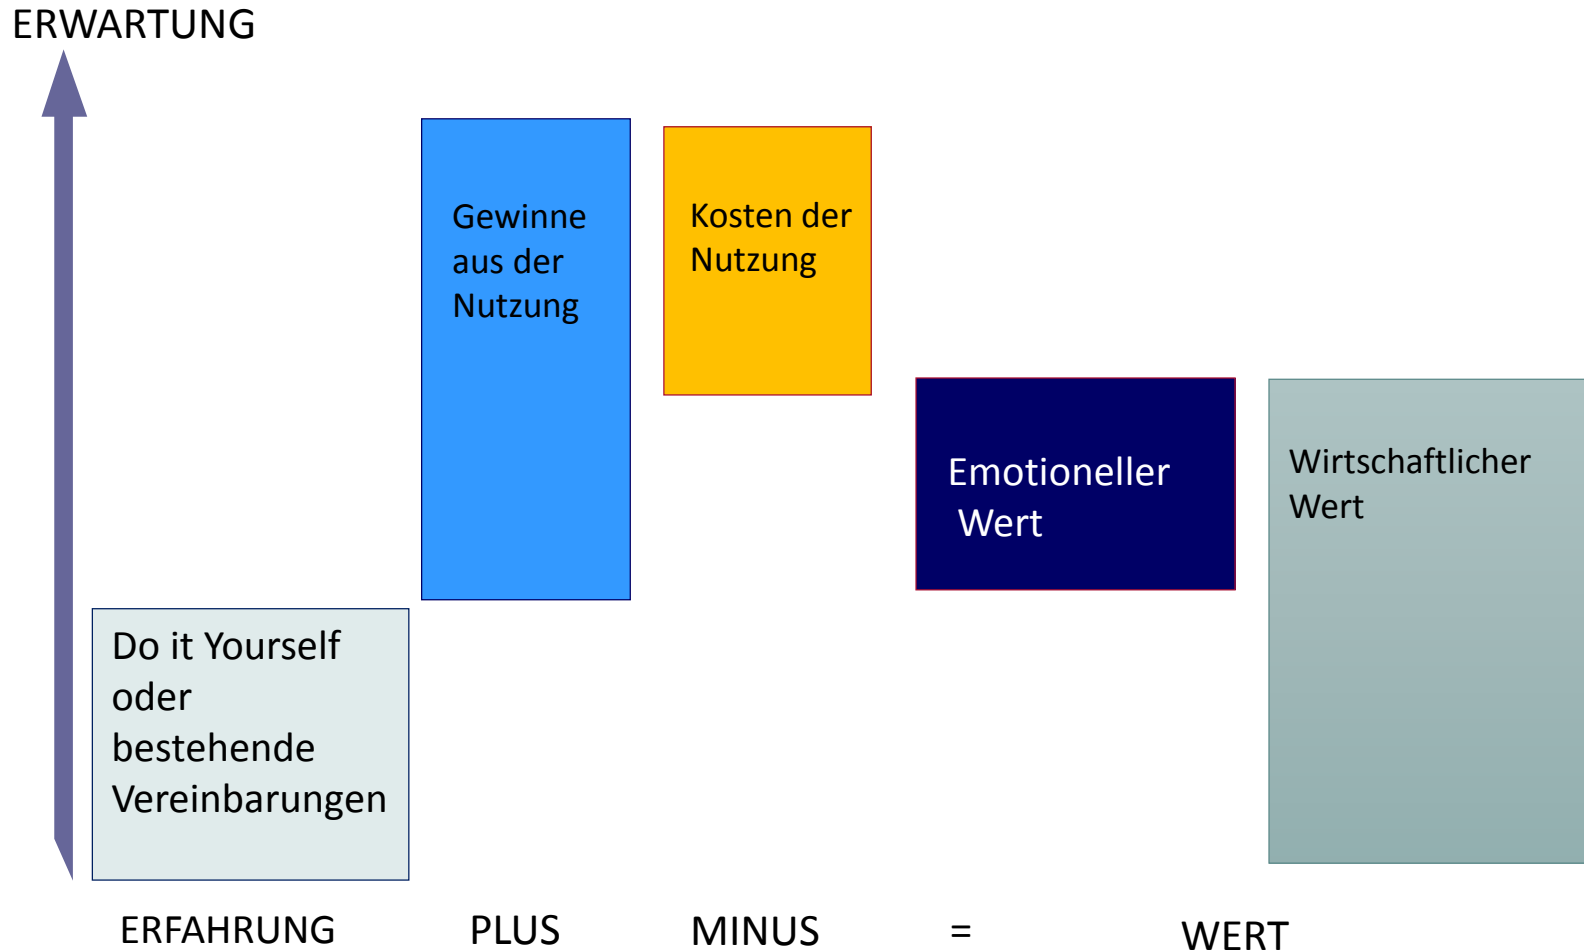 ERWARTUNG
Gewinne
aus der
Nutzung
Kosten der
Nutzung
Emotioneller
Wert
Wirtschaftlicher
Wert
Do it Yourself
oder
bestehende
Vereinbarungen
ERFAHRUNG
PLUS
MINUS
=
WERT